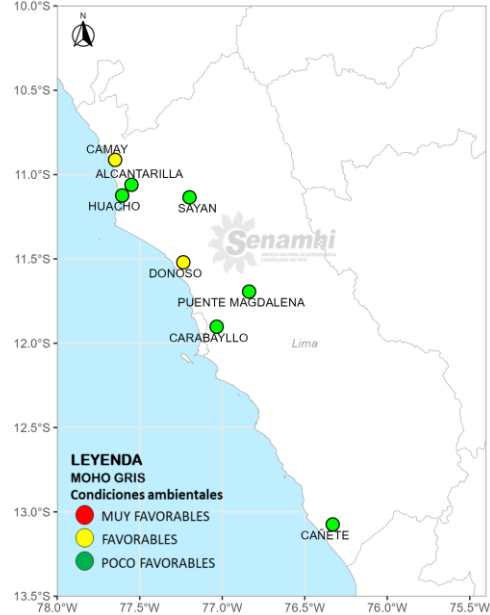 10.0°S
N
10.5°S
CAMAY
11.0°S
ALCANTARILLA
HUACHO
SAYAN
Senamhi
11.5°S
DONOSO
PUENTE MAGDALENA
CARABAYLLO
12.0°S
Lima
12.5°S
LEYENDA
MOHO GRIS
Condiciones ambientales
MUY FAVORABLES
13.0°S
FAVORABLES
CAÑETE
POCO FAVORABLES
13.5°S
78.0°W 77.5°W 77.0°W 76.5°W 76.0°W 75.5°W